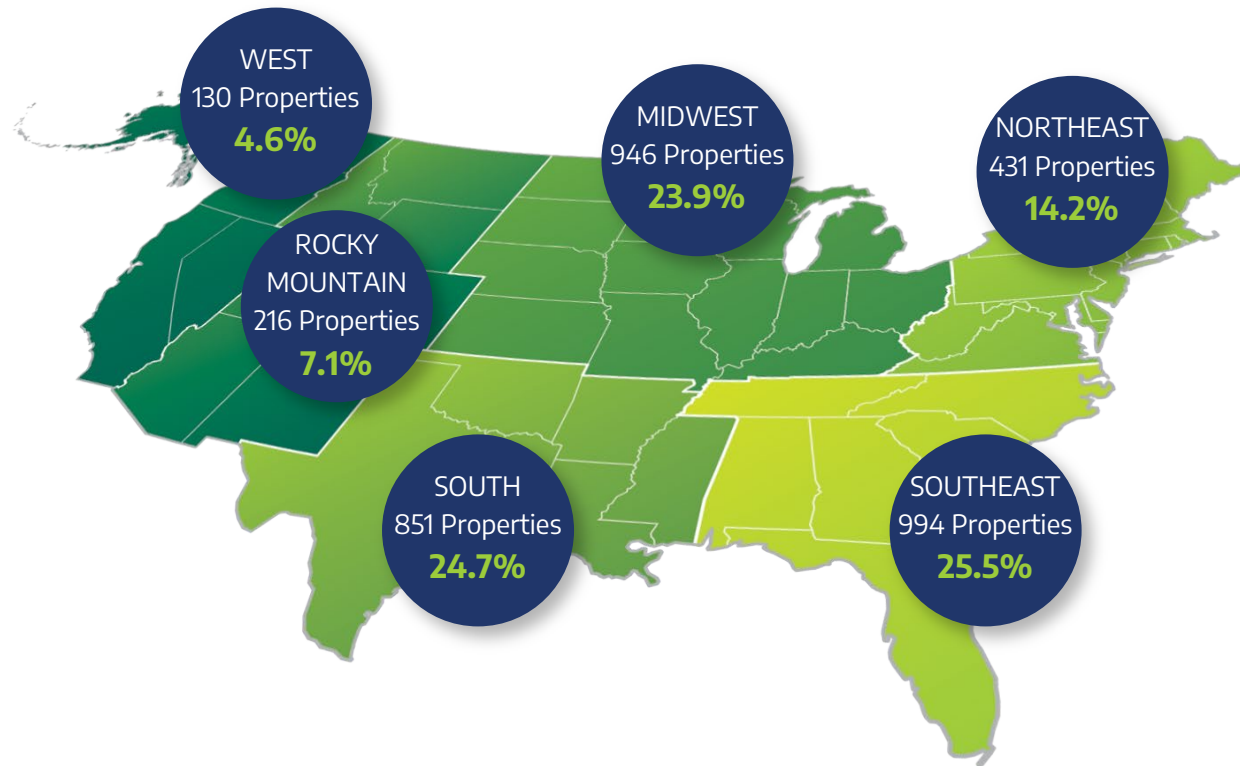 WEST
130 Properties
4.6%
MIDWEST
946 Properties
23.9%
NORTHEAST
431 Properties
14.2%
ROCKY
MOUNTAIN
216 Properties
7.1%
SOUTH
851 Properties
24.7%
SOUTHEAST
994 Properties
25.5%